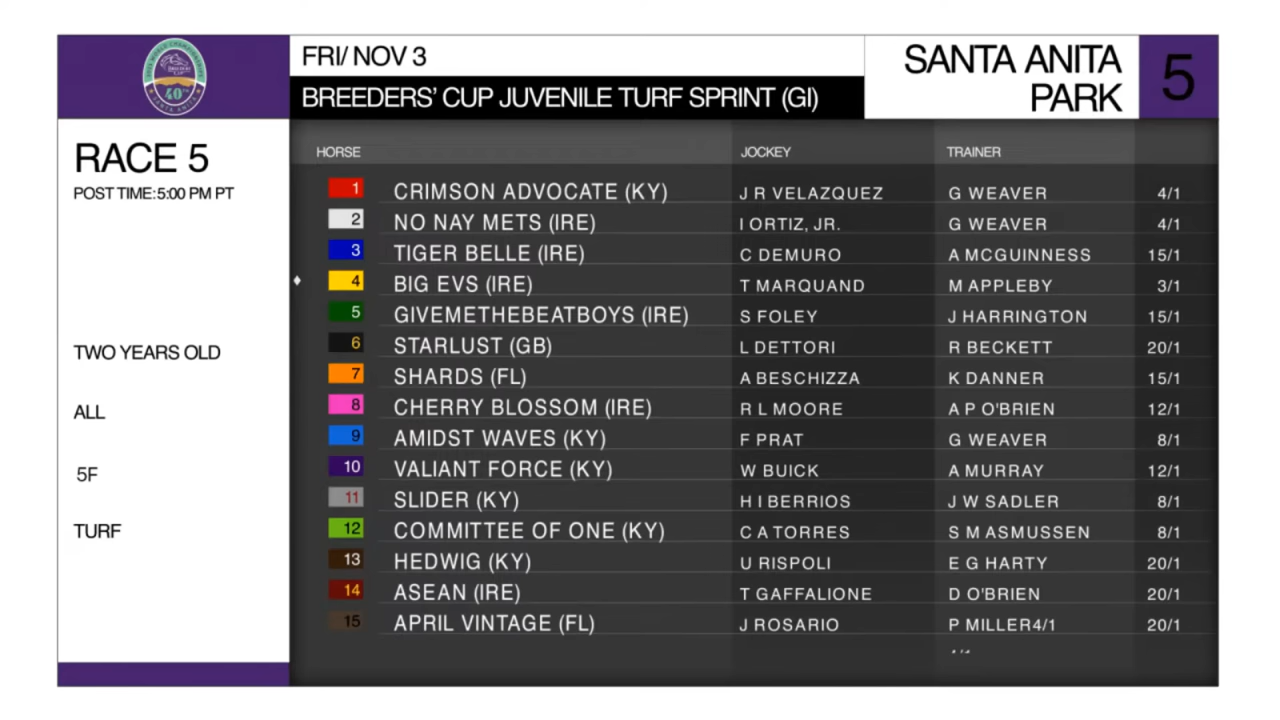 FRI/ NOV 3
BREEDERS' CUP JUVENILE TURF SPRINT (GI)
SANTA ANITA
PARK
5
BREEDERS'
CUP
40TH
SANTA ANITA
RACE 5
POST TIME: 5:00 PM PT
TWO YEARS OLD
ALL
5F
TURF
HORSE JOCKEY TRAINER
1 CRIMSON ADVOCATE (KY) J R VELAZQUEZ G WEAVER 4/1
2 NO NAY METS (IRE) I ORTIZ, JR. G WEAVER 4/1
3 TIGER BELLE (IRE) C DEMURO A MCGUINNESS 15/1
4 BIG EVS (IRE) T MARQUAND M APPLEBY 3/1
5 GIVEMETHEBEATBOYS (IRE) S FOLEY J HARRINGTON 15/1
6 STARLUST (GB) L DETTORI R BECKETT 20/1
7 SHARDS (FL) A BESCHIZZA K DANNER 15/1
8 CHERRY BLOSSOM (IRE) R L MOORE A P O'BRIEN 12/1
9 AMIDST WAVES (KY) F PRAT G WEAVER 8/1
10 VALIANT FORCE (KY) W BUICK A MURRAY 12/1
11 SLIDER (KY) H I BERRIOS J W SADLER 8/1
12 COMMITTEE OF ONE (KY) C A TORRES S M ASMUSSEN 8/1
13 HEDWIG (KY) U RISPOLI E G HARTY 20/1
14 ASEAN (IRE) T GAFFALIONE D O'BRIEN 20/1
15 APRIL VINTAGE (FL) J ROSARIO P MILLER4/1 20/1